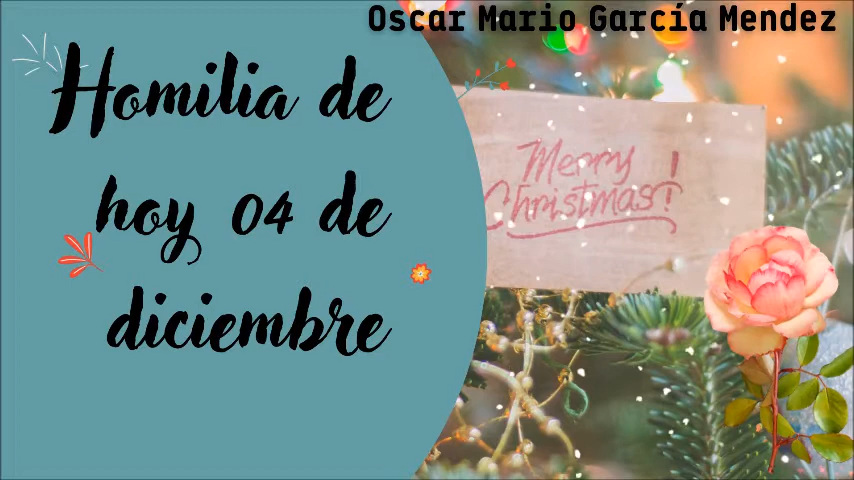 Oscar Mario García Mendez
Homilia de
hoy 04 de
diciembre
Merry
Christmas!